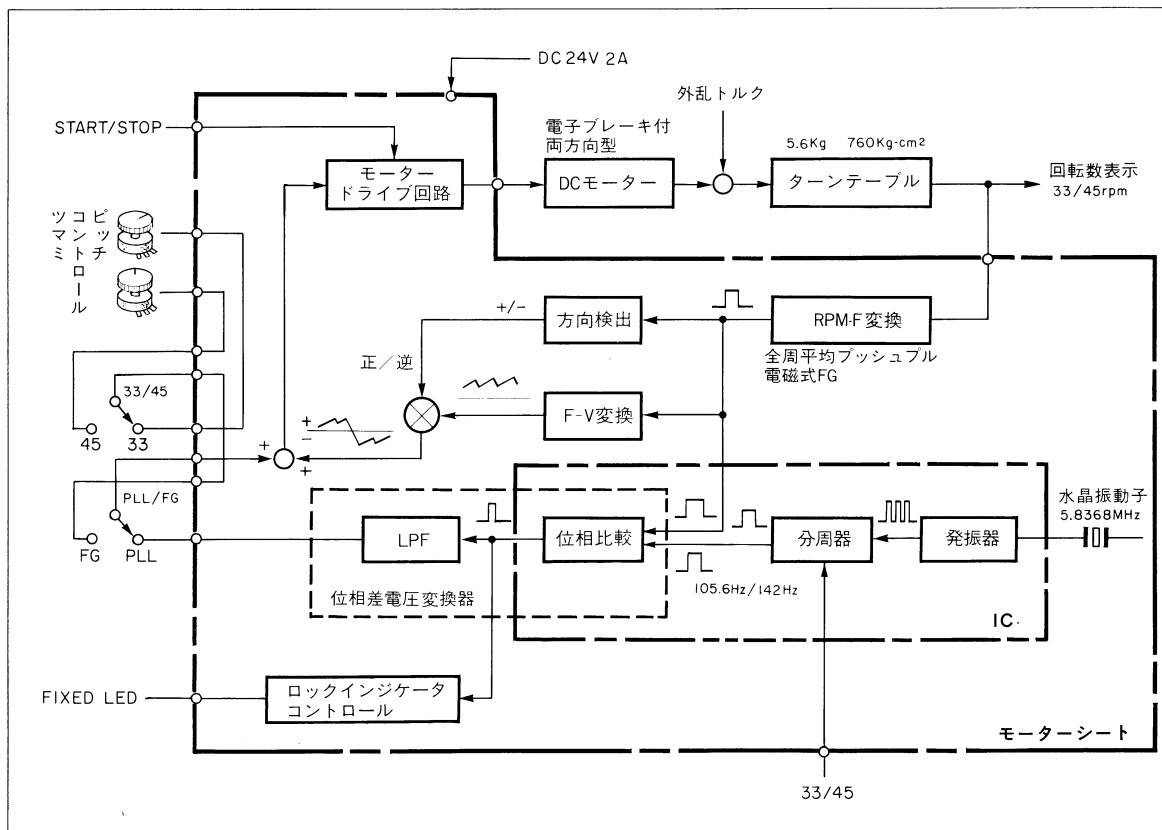 DC24V 2A
START/STOP
外乱トルク
電子ブレーキ付
両方向型
5.6Kg 760Kg-cm²
モーター
ドライブ回路
DCモーター
ターンテーブル
回転数表示
33/45rpm
ピッチ
コントロール
ツマミ
+/-
方向検出
RPM-F変換
全周平均プッシュプル
電磁式FG
正/逆
F-V変換
33/45
45
33
+
-
+
+
PLL/FG
FG
PLL
LPF
位相比較
分周器
発振器
水晶振動子
5.8368MHz
105.6Hz/142Hz
位相差電圧変換器
IC.
FIXED LED
ロックインジケータ
コントロール
モーターシート
33/45